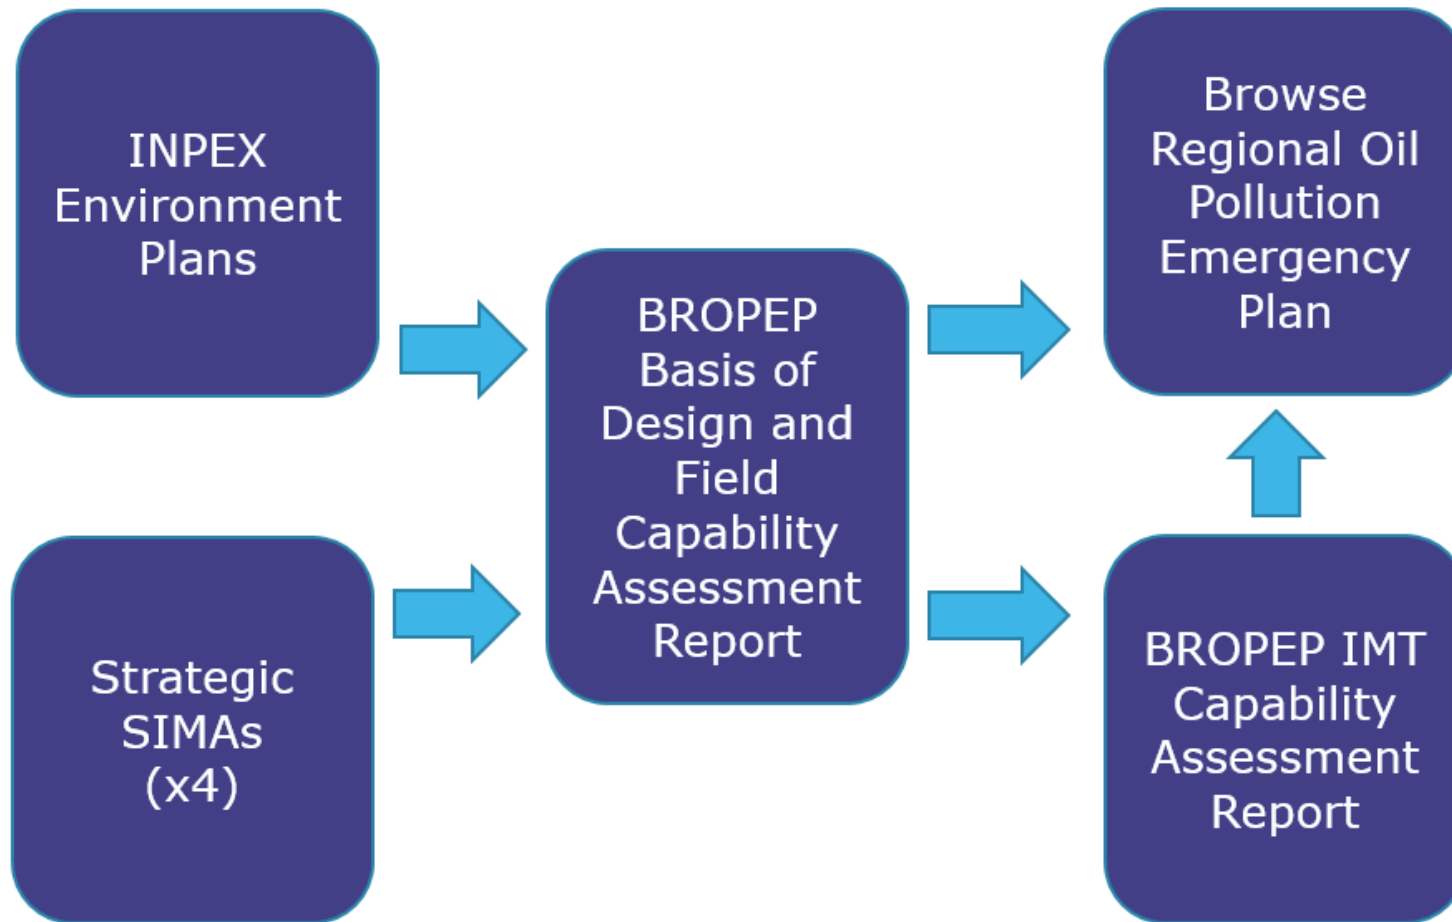 INPEX
Environment
Plans
Strategic
SIMAs
(x4)
BROPEP
Basis of
Design and
Field
Capability
Assessment
Report
Browse
Regional Oil
Pollution
Emergency
Plan
BROPEP IMT
Capability
Assessment
Report